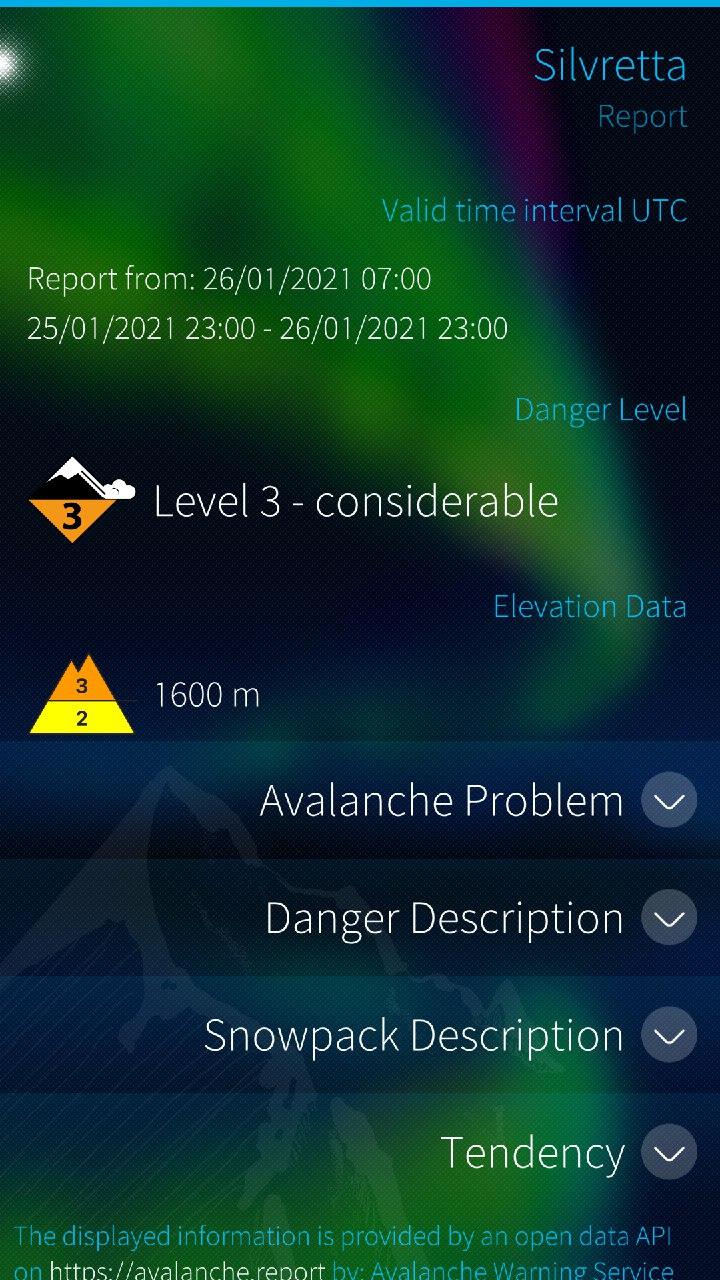 Silvretta
Report
Valid time interval UTC
Report from: 26/01/2021 07:00
25/01/2021 23:00 - 26/01/2021 23:00
Danger Level
3
Level 3 - considerable
Elevation Data
3
2
1600 m
Avalanche Problem
Danger Description
Snowpack Description
Tendency
The displayed information is provided by an open data API
on https://avalanche.report by: Avalanche Warning Service